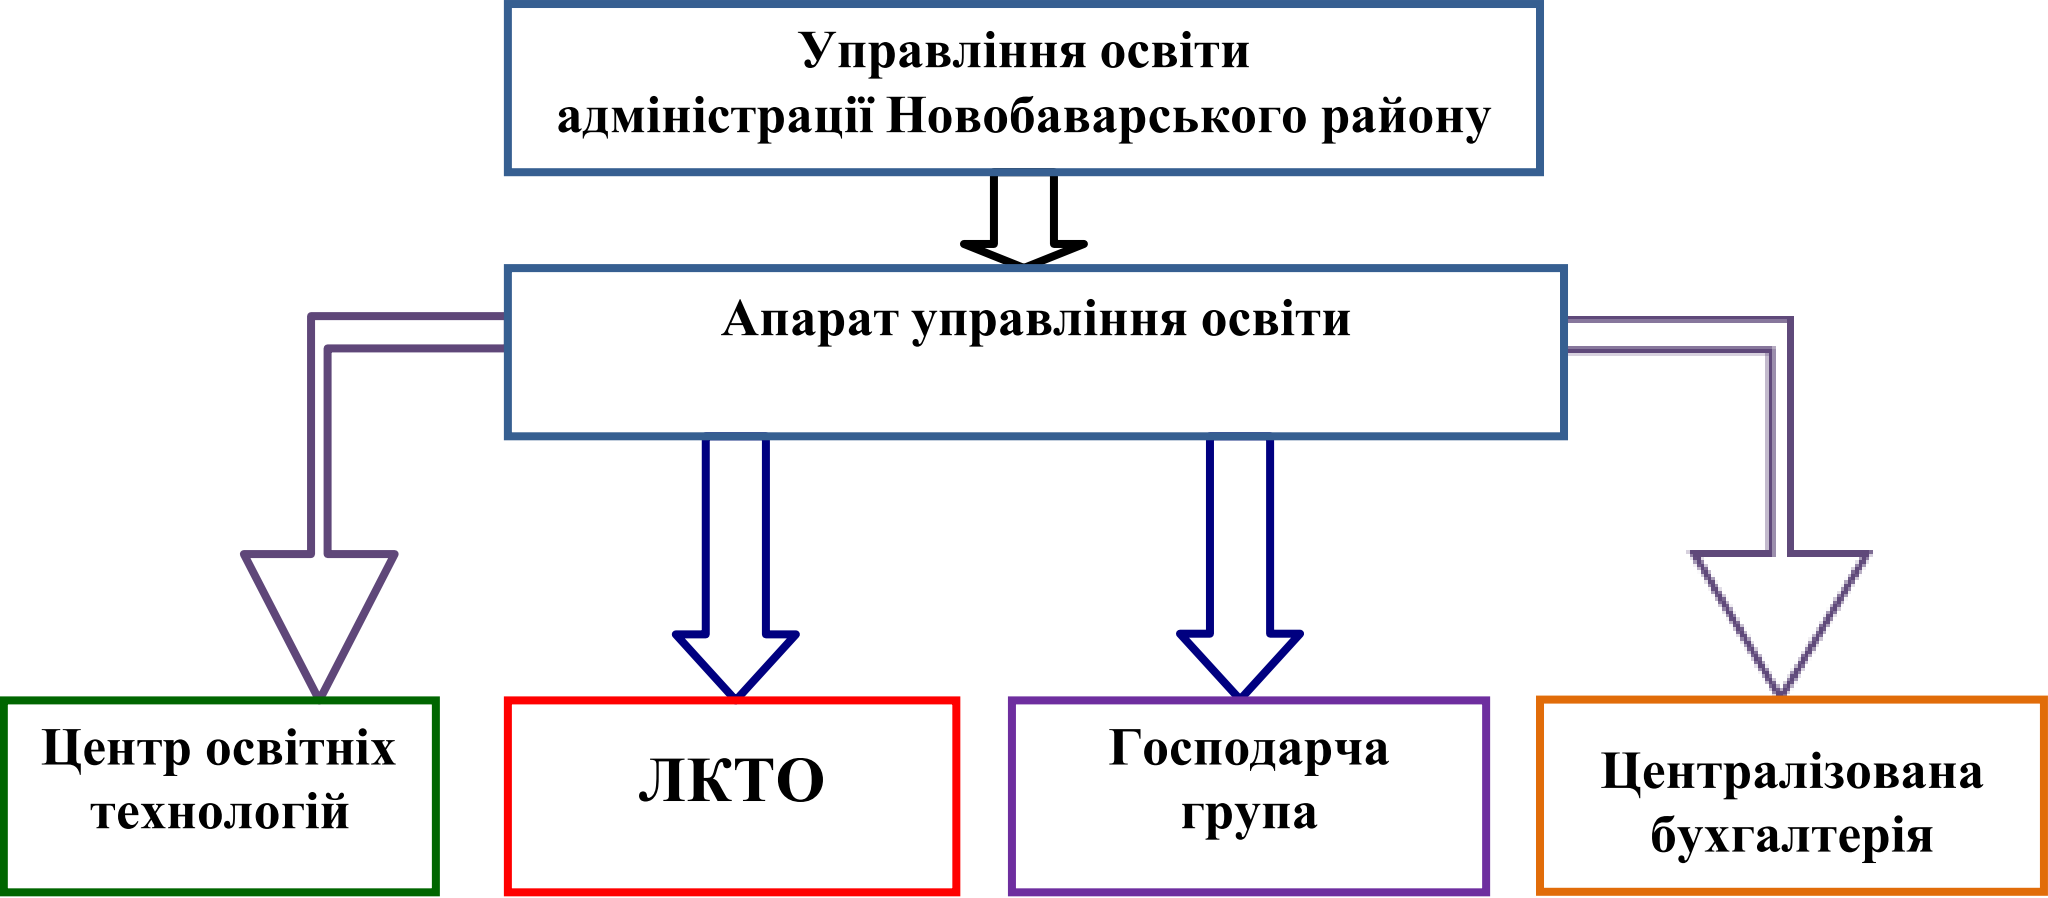 Управління освіти
адміністрації Новобаварського району
Апарат управління освіти
Центр освітніх
технологій
ЛКТО
Господарча
група
Централізована
бухгалтерія